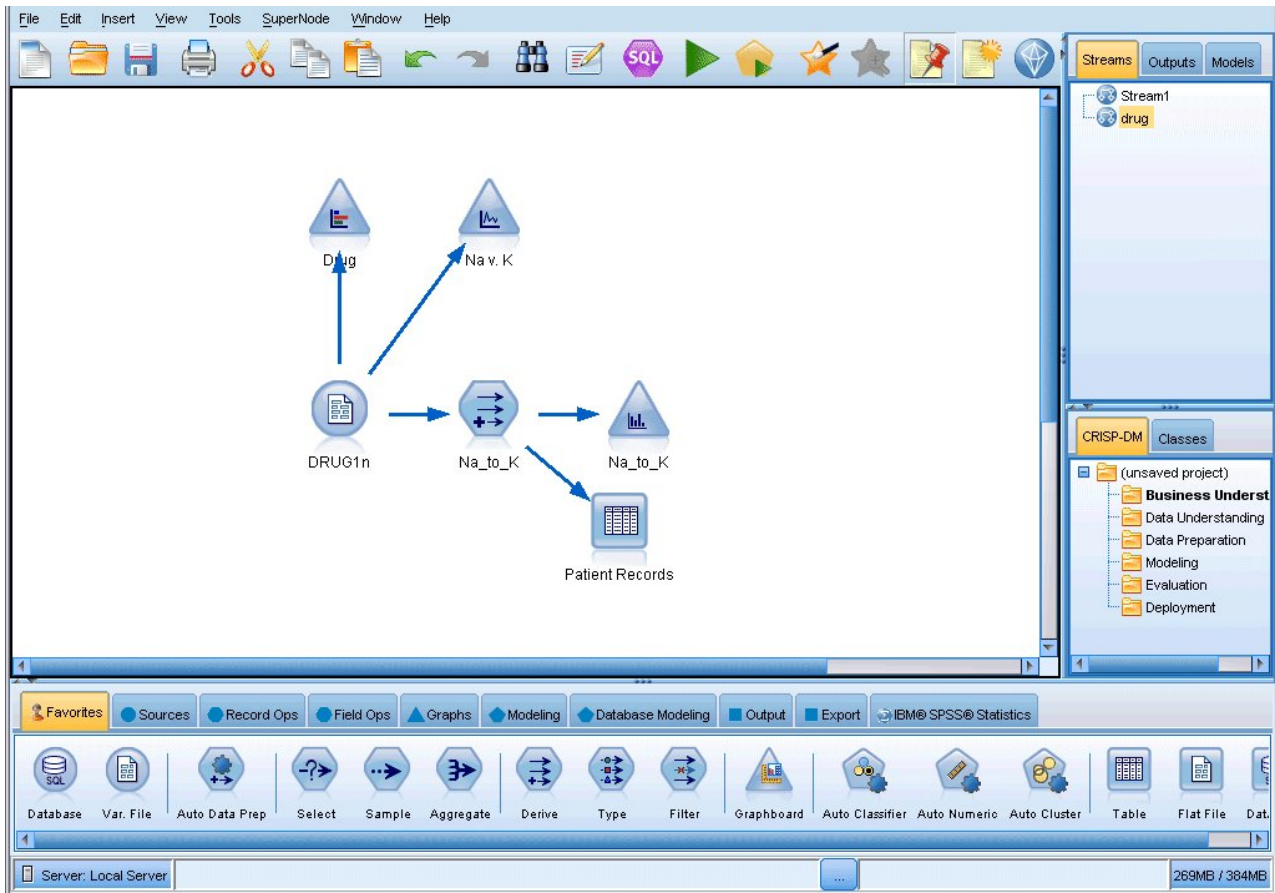 File Edit Insert View Tools SuperNode Window Help
SQL
Streams Outputs Models
Stream1
drug
Drug
Na v. K
DRUG1n
Na_to_K
Na_to_K
Patient Records
CRISP-DM Classes
(unsaved project)
Business Underst
Data Understanding
Data Preparation
Modeling
Evaluation
Deployment
Favorites Sources Record Ops Field Ops Graphs Modeling Database Modeling Output Export IBM® SPSS® Statistics
SQL
Database Var. File Auto Data Prep Select Sample Aggregate Derive Type Filter Graphboard Auto Classifier Auto Numeric Auto Cluster Table Flat File Dat.
Server: Local Server ... 269MB / 384MB